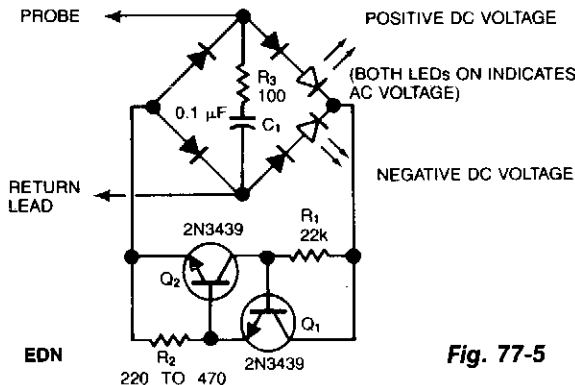 PROBE
POSITIVE DC VOLTAGE
R3
100
(BOTH LEDs ON INDICATES
AC VOLTAGE)
0.1 µF
C1
NEGATIVE DC VOLTAGE
RETURN
LEAD
2N3439
R1
22k
Q2
Q1
EDN
R2
2N3439
220 TO 470
Fig. 77-5